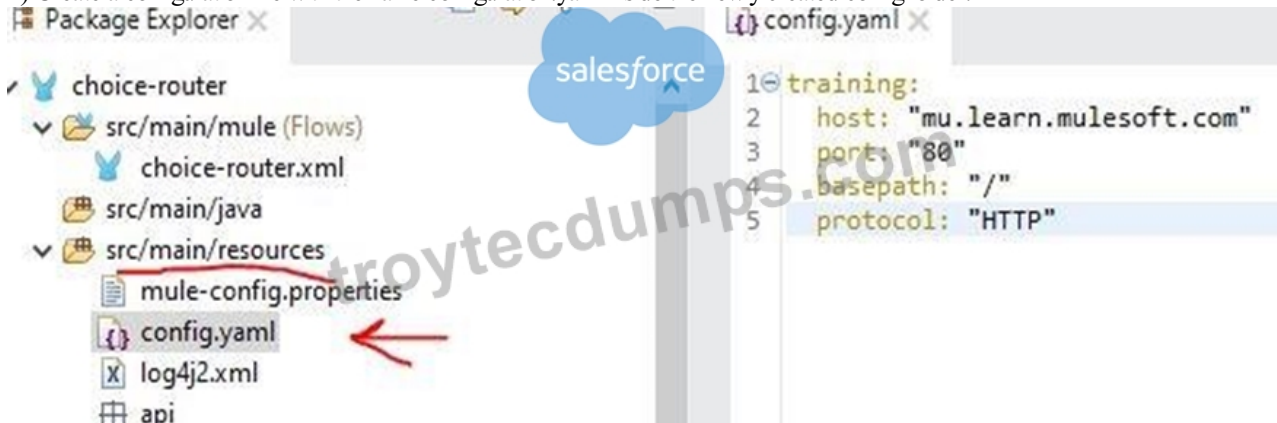 Package Explorer
config.yaml
salesforce
choice-router
src/main/mule (Flows)
choice-router.xml
src/main/java
src/main/resources
mule-config.properties
config.yaml
log4j2.xml
api
1 training:
2 host: "mu.learn.mulesoft.com"
3 port: "80"
4 basepath: "/"
5 protocol: "HTTP"
troytecdumps.com